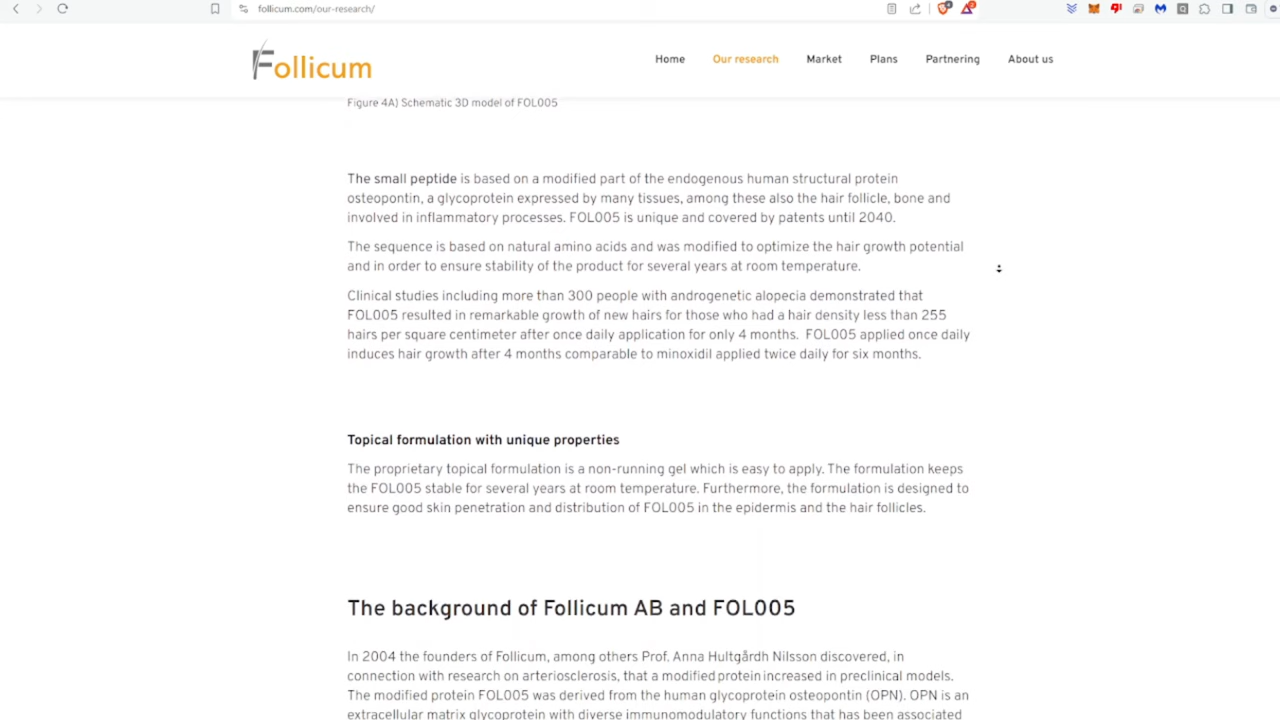 follicum.com/our-research/
Follicum
Home Our research Market Plans Partnering About us
Figure 4A) Schematic 3D model of FOL005
The small peptide is based on a modified part of the endogenous human structural protein
osteopontin, a glycoprotein expressed by many tissues, among these also the hair follicle, bone and
involved in inflammatory processes. FOL005 is unique and covered by patents until 2040.
The sequence is based on natural amino acids and was modified to optimize the hair growth potential
and in order to ensure stability of the product for several years at room temperature.
Clinical studies including more than 300 people with androgenetic alopecia demonstrated that
FOL005 resulted in remarkable growth of new hairs for those who had a hair density less than 255
hairs per square centimeter after once daily application for only 4 months. FOL005 applied once daily
induces hair growth after 4 months comparable to minoxidil applied twice daily for six months.
Topical formulation with unique properties
The proprietary topical formulation is a non-running gel which is easy to apply. The formulation keeps
the FOL005 stable for several years at room temperature. Furthermore, the formulation is designed to
ensure good skin penetration and distribution of FOL005 in the epidermis and the hair follicles.
The background of Follicum AB and FOL005
In 2004 the founders of Follicum, among others Prof. Anna Hultgårdh Nilsson discovered, in
connection with research on arteriosclerosis, that a modified protein increased in preclinical models.
The modified protein FOL005 was derived from the human glycoprotein osteopontin (OPN). OPN is an
extracellular matrix glycoprotein with diverse immunomodulatory functions that has been associated